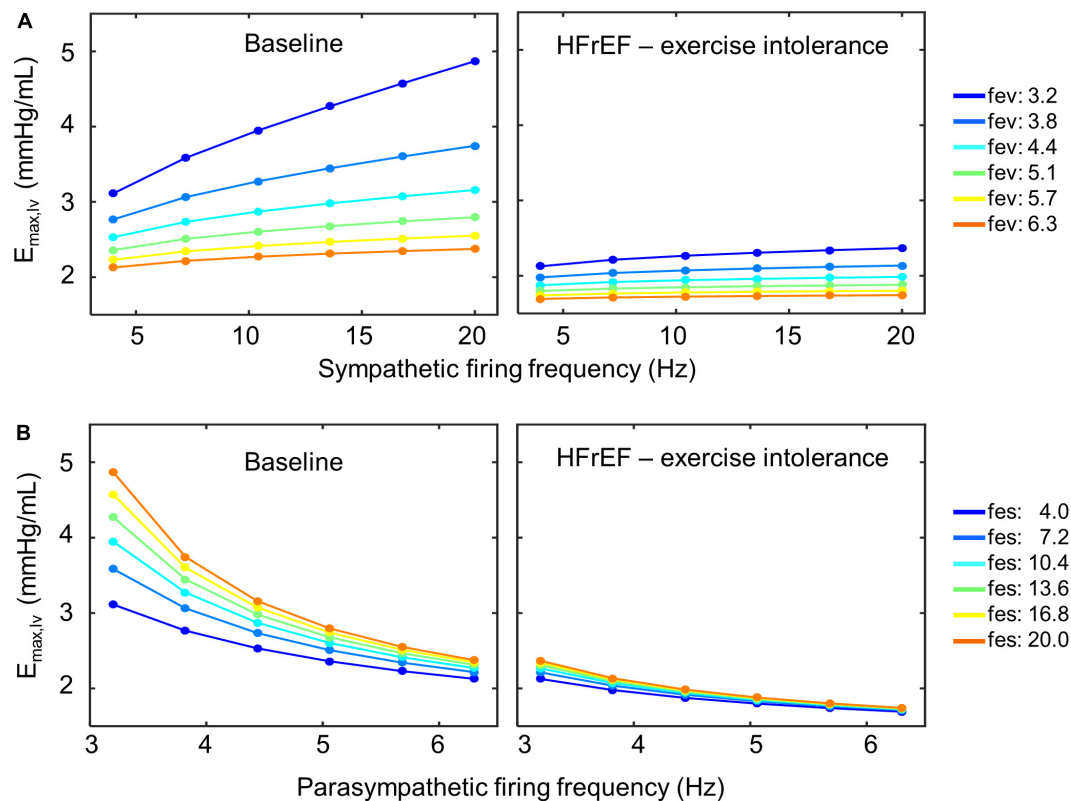 A
Baseline
HFrEF – exercise intolerance
E_max,lv (mmHg/mL)
5
4
3
2
5 10 15 20
5 10 15 20
Sympathetic firing frequency (Hz)
fev: 3.2
fev: 3.8
fev: 4.4
fev: 5.1
fev: 5.7
fev: 6.3
B
Baseline
HFrEF – exercise intolerance
E_max,lv (mmHg/mL)
5
4
3
2
3 4 5 6
3 4 5 6
Parasympathetic firing frequency (Hz)
fes: 4.0
fes: 7.2
fes: 10.4
fes: 13.6
fes: 16.8
fes: 20.0